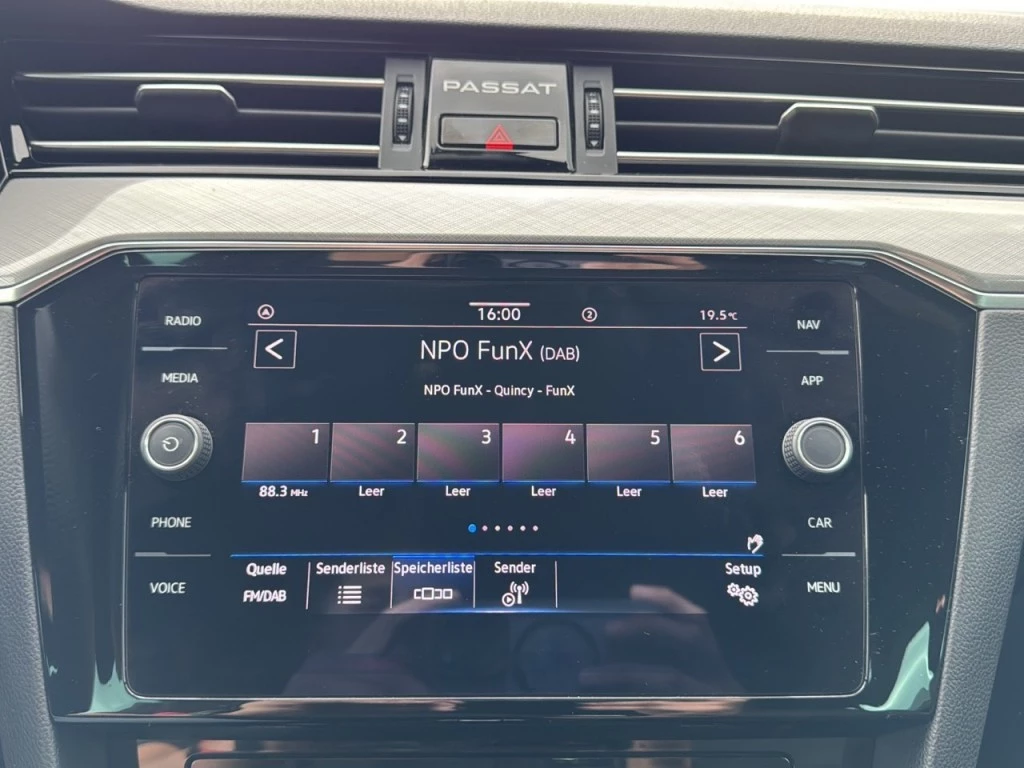 PASSAT
RADIO
MEDIA
PHONE
VOICE
A 16:00 2 19.5°C
< NPO FunX (DAB) >
NPO FunX - Quincy - FunX
1 2 3 4 5 6
88.3 MHz Leer Leer Leer Leer Leer
Quelle Senderliste Speicherliste Sender Setup
FM/DAB
NAV
APP
CAR
MENU